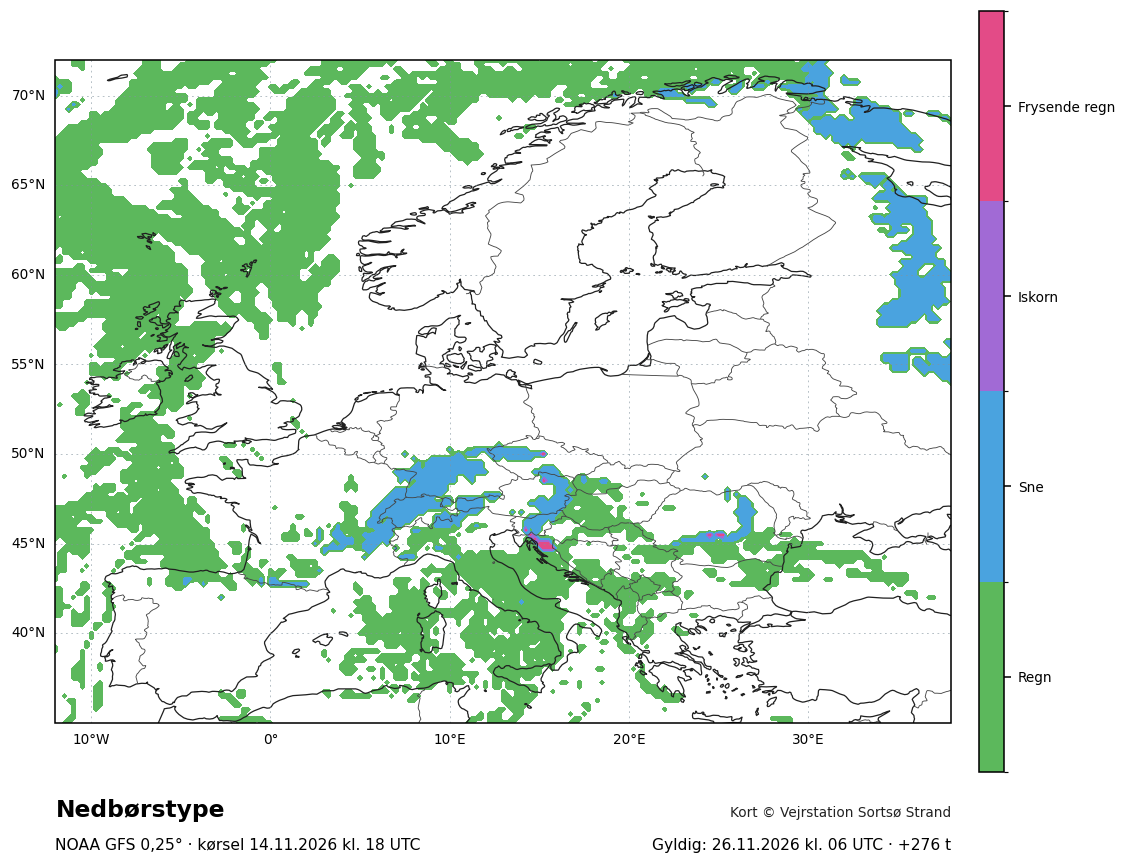 70°N
65°N
60°N
55°N
50°N
45°N
40°N
10°W
0°
10°E
20°E
30°E
Frysende regn
Iskorn
Sne
Regn
Nedbørstype
Kort © Vejrstation Sortsø Strand
NOAA GFS 0,25° · kørsel 14.11.2026 kl. 18 UTC
Gyldig: 26.11.2026 kl. 06 UTC · +276 t